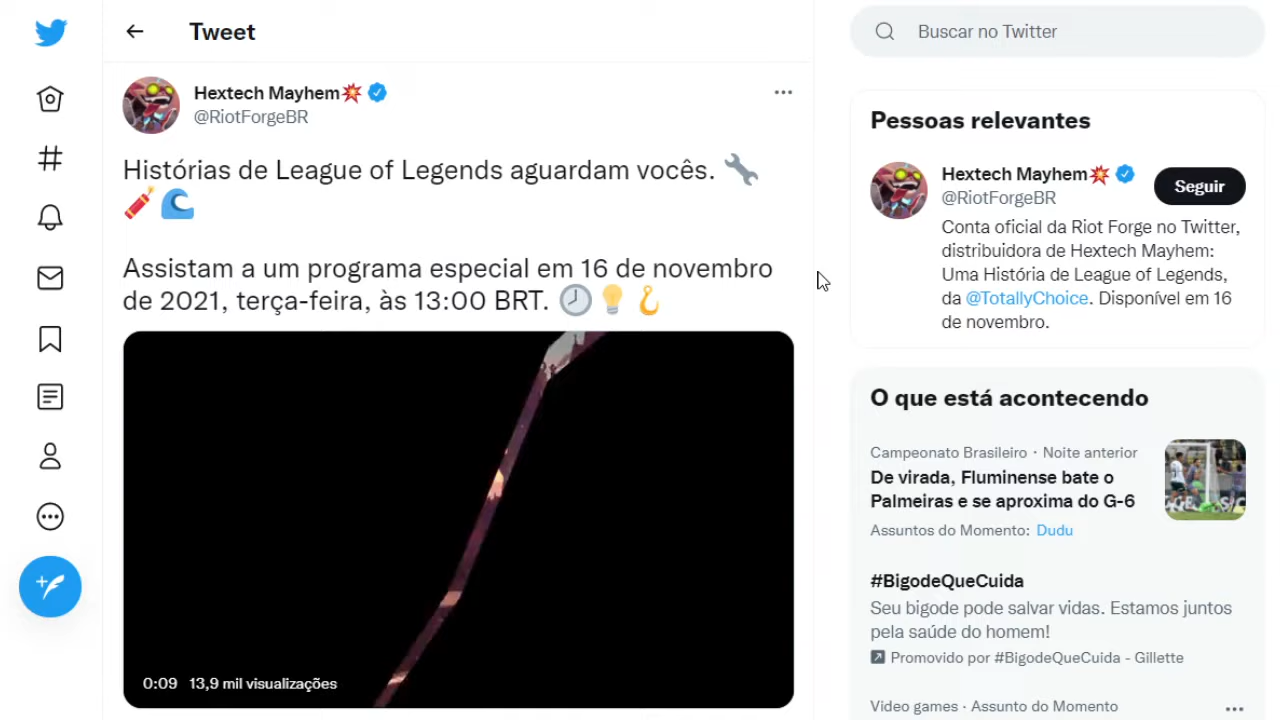 Tweet
Hextech Mayhem💥
@RiotForgeBR
Histórias de League of Legends aguardam vocês. 🔧
🧨🌊
Assistam a um programa especial em 16 de novembro
de 2021, terça-feira, às 13:00 BRT. 🕗💡🪝
0:09 13,9 mil visualizações
Buscar no Twitter
Pessoas relevantes
Hextech Mayhem💥
@RiotForgeBR
Seguir
Conta oficial da Riot Forge no Twitter,
distribuidora de Hextech Mayhem:
Uma História de League of Legends,
da @TotallyChoice. Disponível em 16
de novembro.
O que está acontecendo
Campeonato Brasileiro · Noite anterior
De virada, Fluminense bate o
Palmeiras e se aproxima do G-6
Assuntos do Momento: Dudu
#BigodeQueCuida
Seu bigode pode salvar vidas. Estamos juntos
pela saúde do homem!
Promovido por #BigodeQueCuida - Gillette
Video games · Assunto do Momento